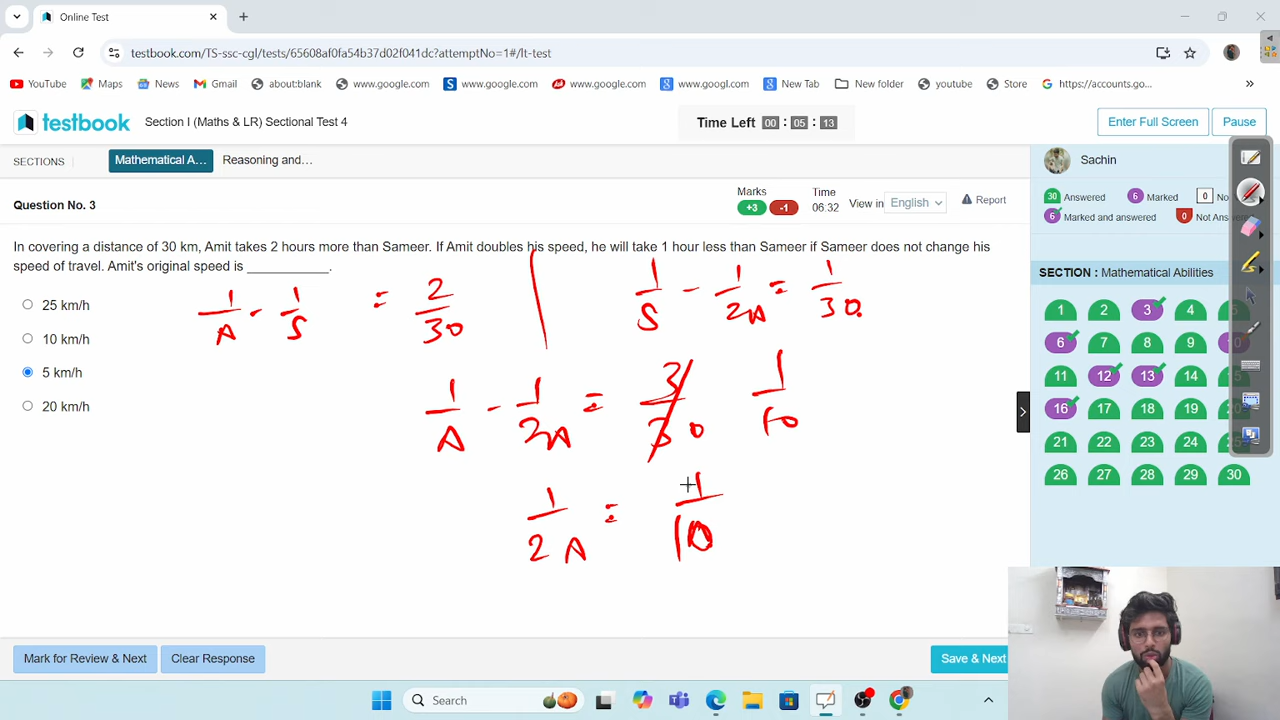 Online Test
testbook.com/TS-ssc-cgl/tests/65608af0fa54b37d02f041dc?attemptNo=1#/lt-test
YouTube Maps News Gmail about:blank www.google.com www.google.com www.google.com www.googl.com New Tab New folder youtube Store https://accounts.go...
testbook Section I (Maths & LR) Sectional Test 4 Time Left 00 : 05 : 13 Enter Full Screen Pause
SECTIONS Mathematical A... Reasoning and... Sachin
Question No. 3 Marks +3 -1 Time 06:32 View in English Report
30 Answered 6 Marked 0 No
6 Marked and answered 0 Not Answe
In covering a distance of 30 km, Amit takes 2 hours more than Sameer. If Amit doubles his speed, he will take 1 hour less than Sameer if Sameer does not change his
speed of travel. Amit's original speed is ____________.
SECTION : Mathematical Abilities
25 km/h
10 km/h
5 km/h
20 km/h
1/A - 1/S = 2/30
1/S - 1/2A = 1/30
1/A - 1/2A = 3/30 1/10
1/2A = 1/10
1 2 3 4
6 7 8 9 10
11 12 13 14
16 17 18 19
21 22 23 24 25
26 27 28 29 30
Mark for Review & Next Clear Response Save & Next
Search